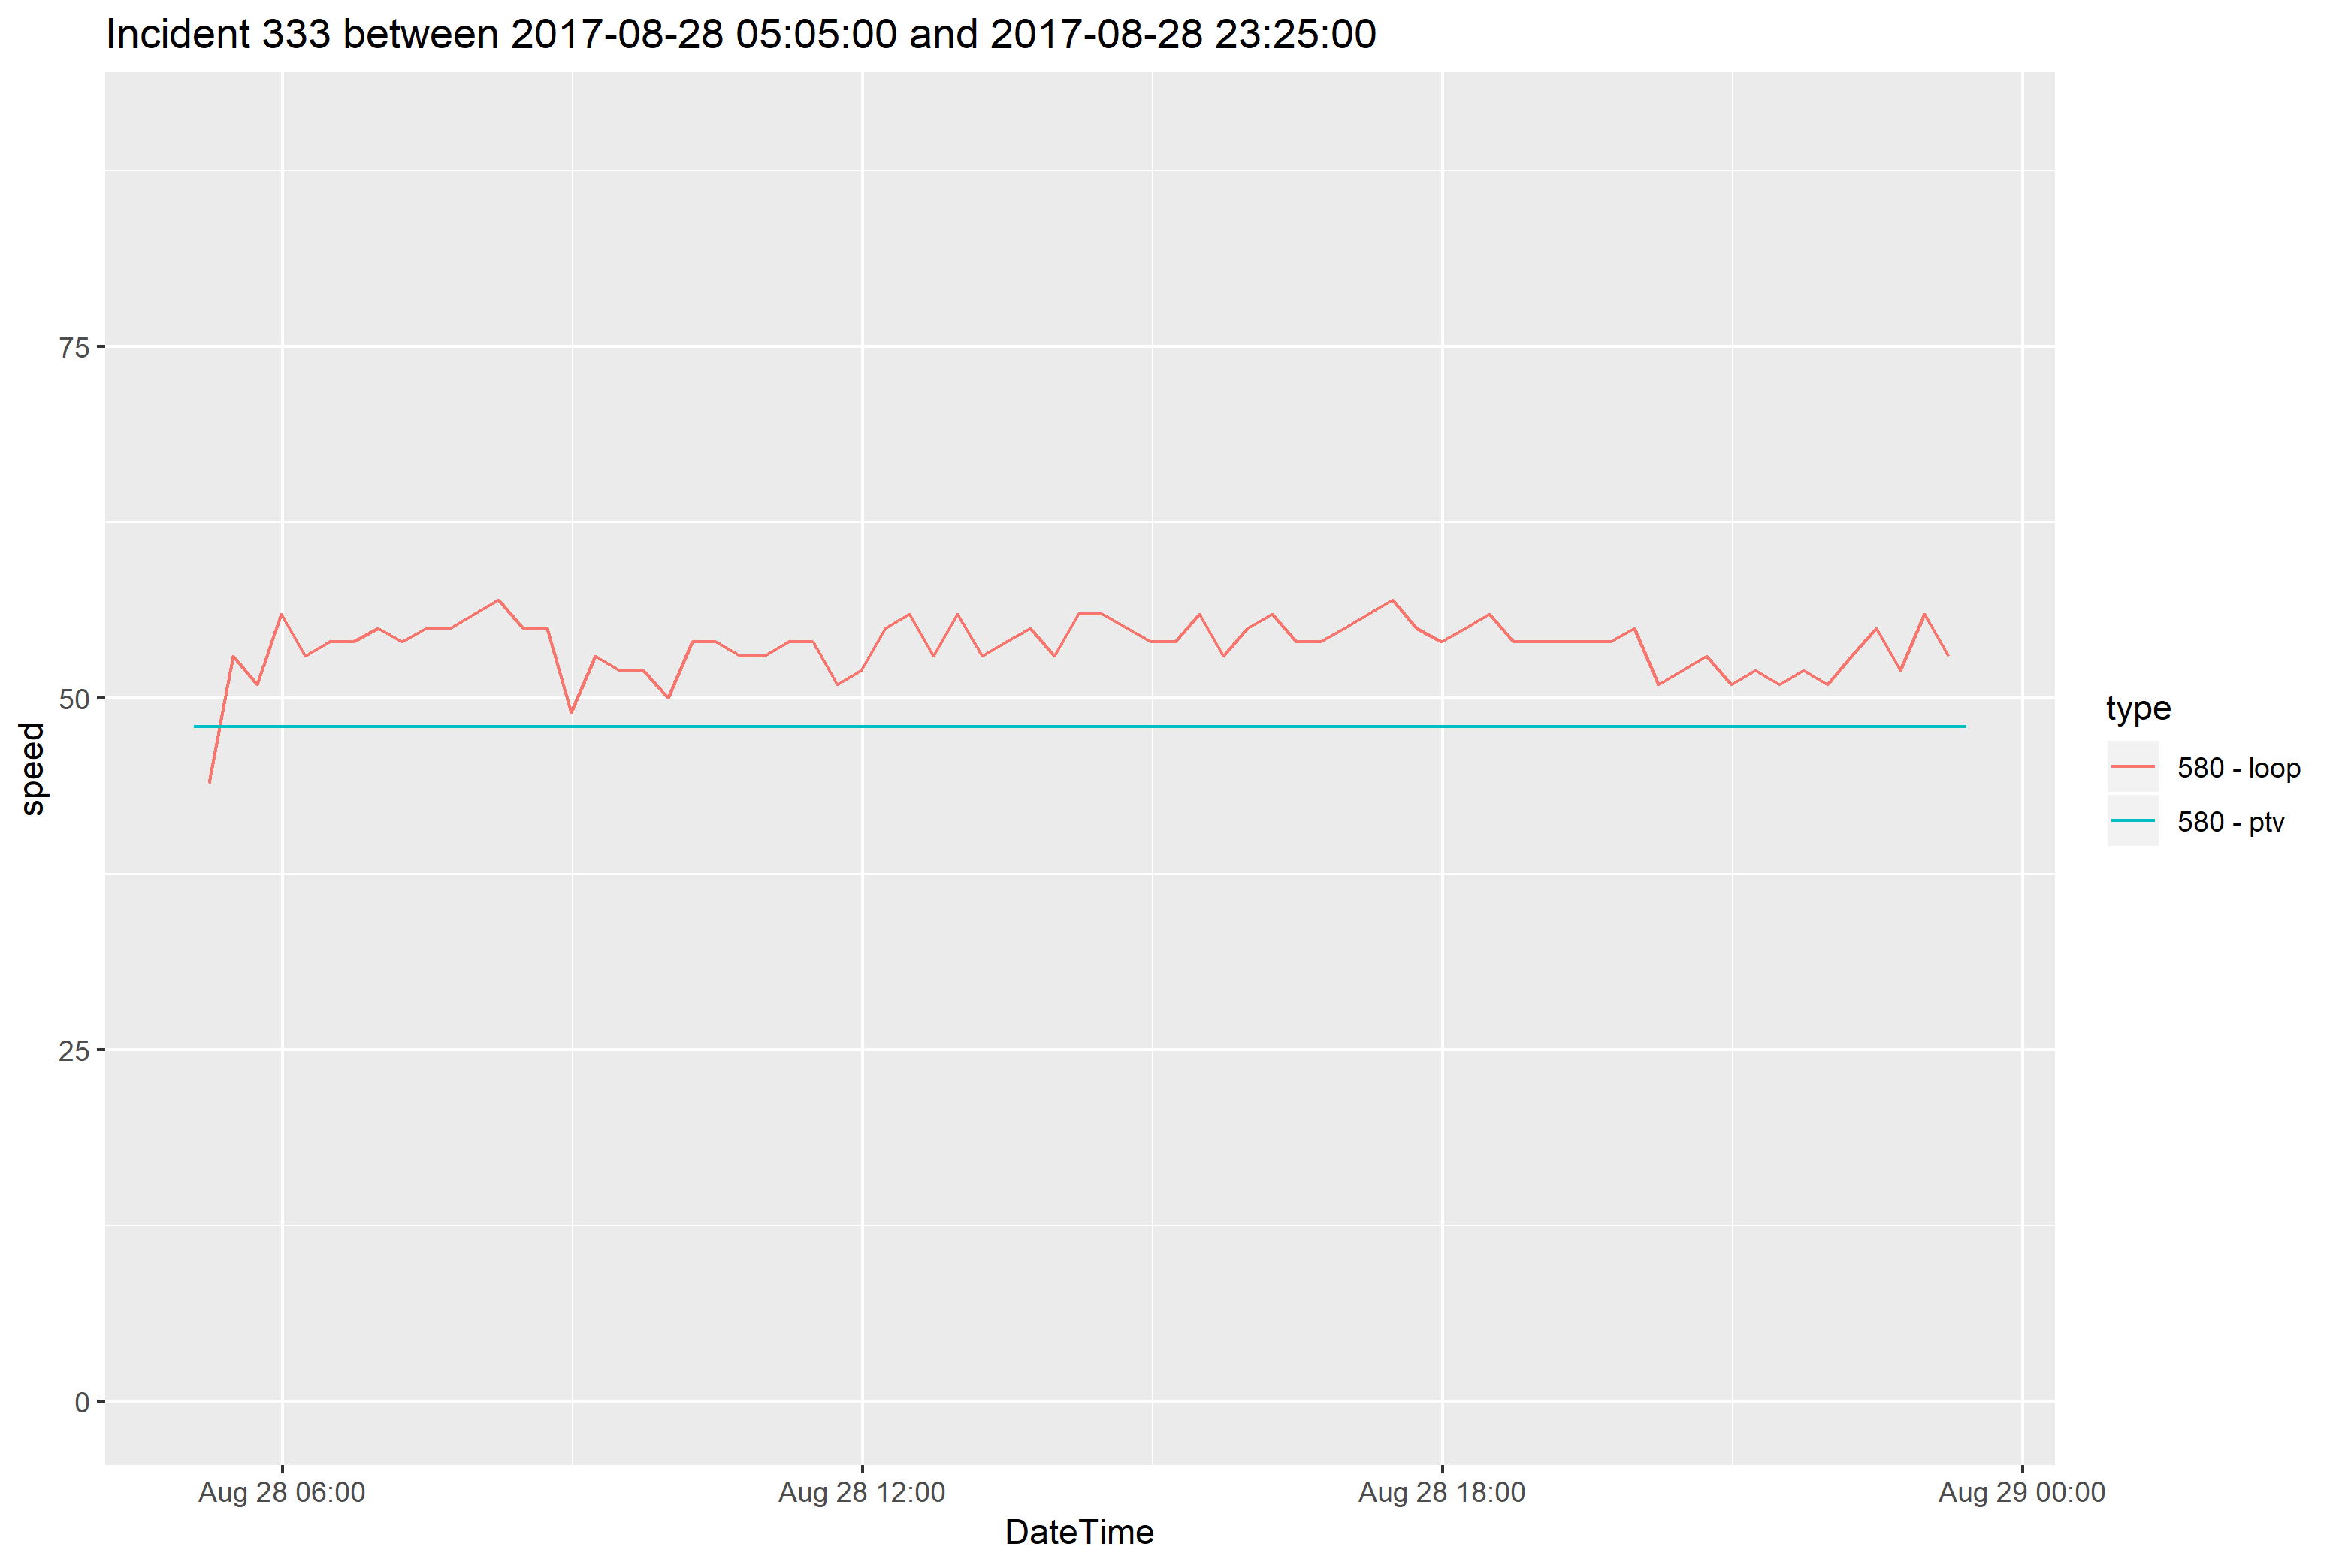 Incident 333 between 2017-08-28 05:05:00 and 2017-08-28 23:25:00
75
50
25
0
speed
Aug 28 06:00
Aug 28 12:00
Aug 28 18:00
Aug 29 00:00
DateTime
type
580 - loop
580 - ptv